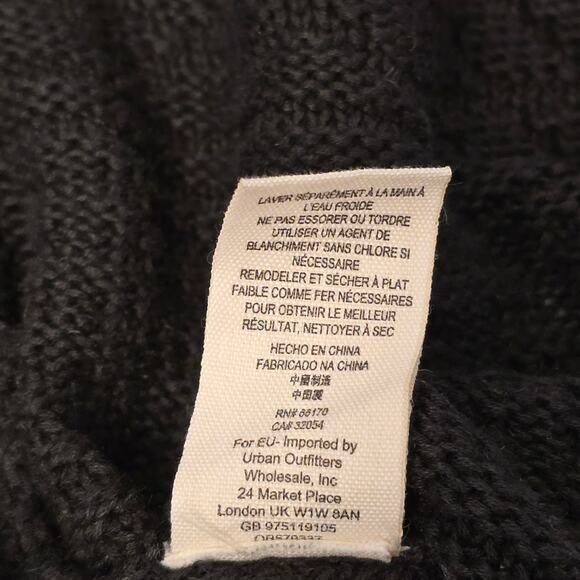 LAVER SÉPARÉMENT À LA MAIN À
L'EAU FROIDE
NE PAS ESSORER OU TORDRE
UTILISER UN AGENT DE
BLANCHIMENT SANS CHLORE SI
NÉCESSAIRE
REMODELER ET SÉCHER À PLAT
FAIBLE COMME FER NÉCESSAIRES
POUR OBTENIR LE MEILLEUR
RÉSULTAT, NETTOYER À SEC
HECHO EN CHINA
FABRICADO NA CHINA
中國制造
RN# 66170
CA# 32054
For EU- Imported by
Urban Outfitters
Wholesale, Inc
24 Market Place
London UK W1W 8AN
GB 975119105